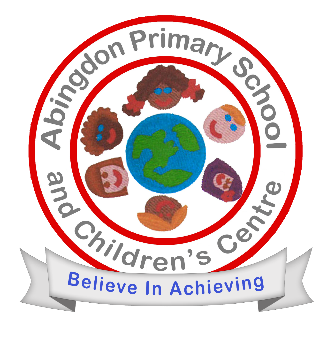 Abingdon Primary School
and Children's Centre
Believe In Achieving